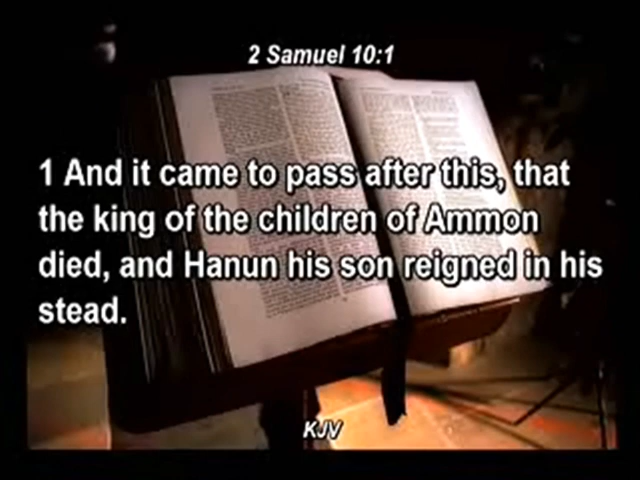 2 Samuel 10:1
1 And it came to pass after this, that
the king of the children of Ammon
died, and Hanun his son reigned in his
stead.
KJV